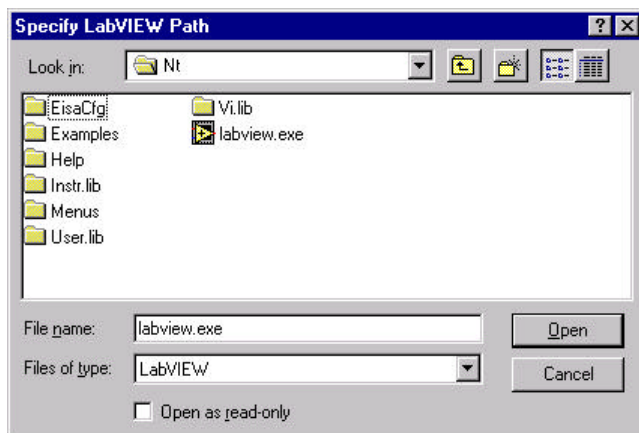 Specify LabVIEW Path
Look in: Nt
EisaCfg Vi.lib
Examples labview.exe
Help
Instr.lib
Menus
User.lib
File name: labview.exe Open
Files of type: LabVIEW Cancel
Open as read-only